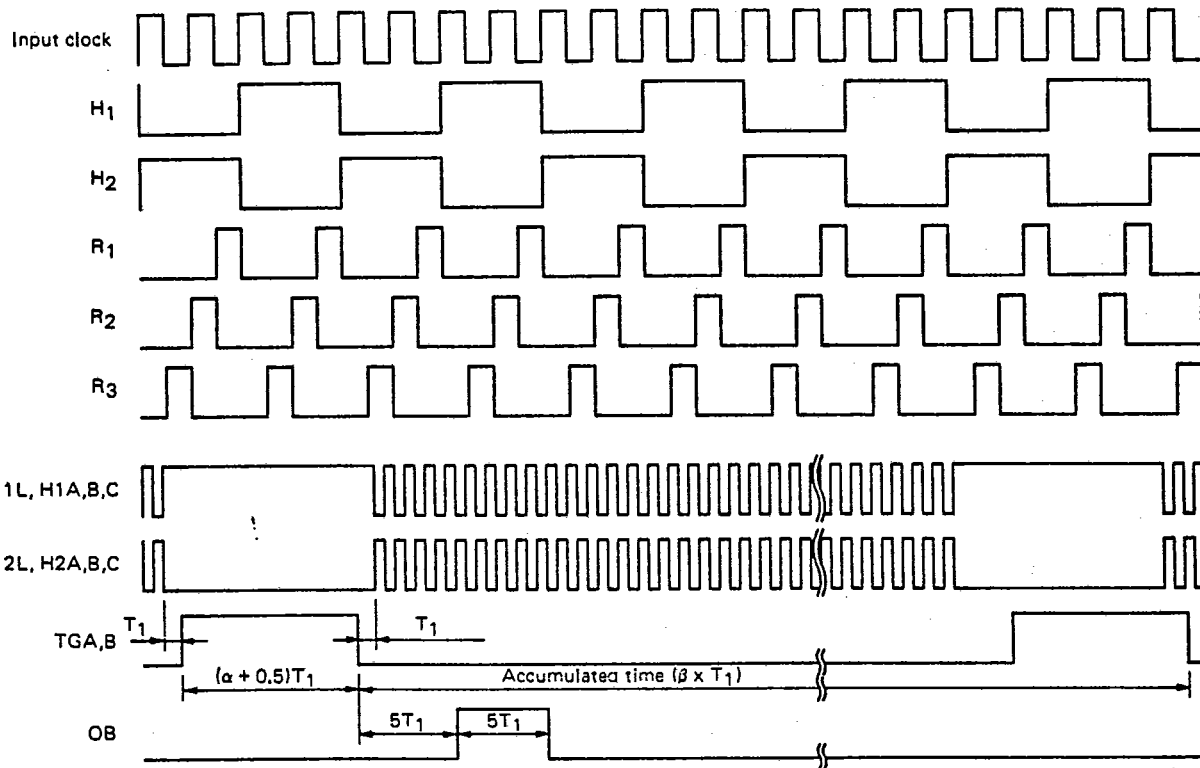 Input clock
H1
H2
R1
R2
R3
1L, H1A,B,C
2L, H2A,B,C
T1
TGA,B
T1
(α + 0.5)T1
Accumulated time (β x T1)
5T1
5T1
OB